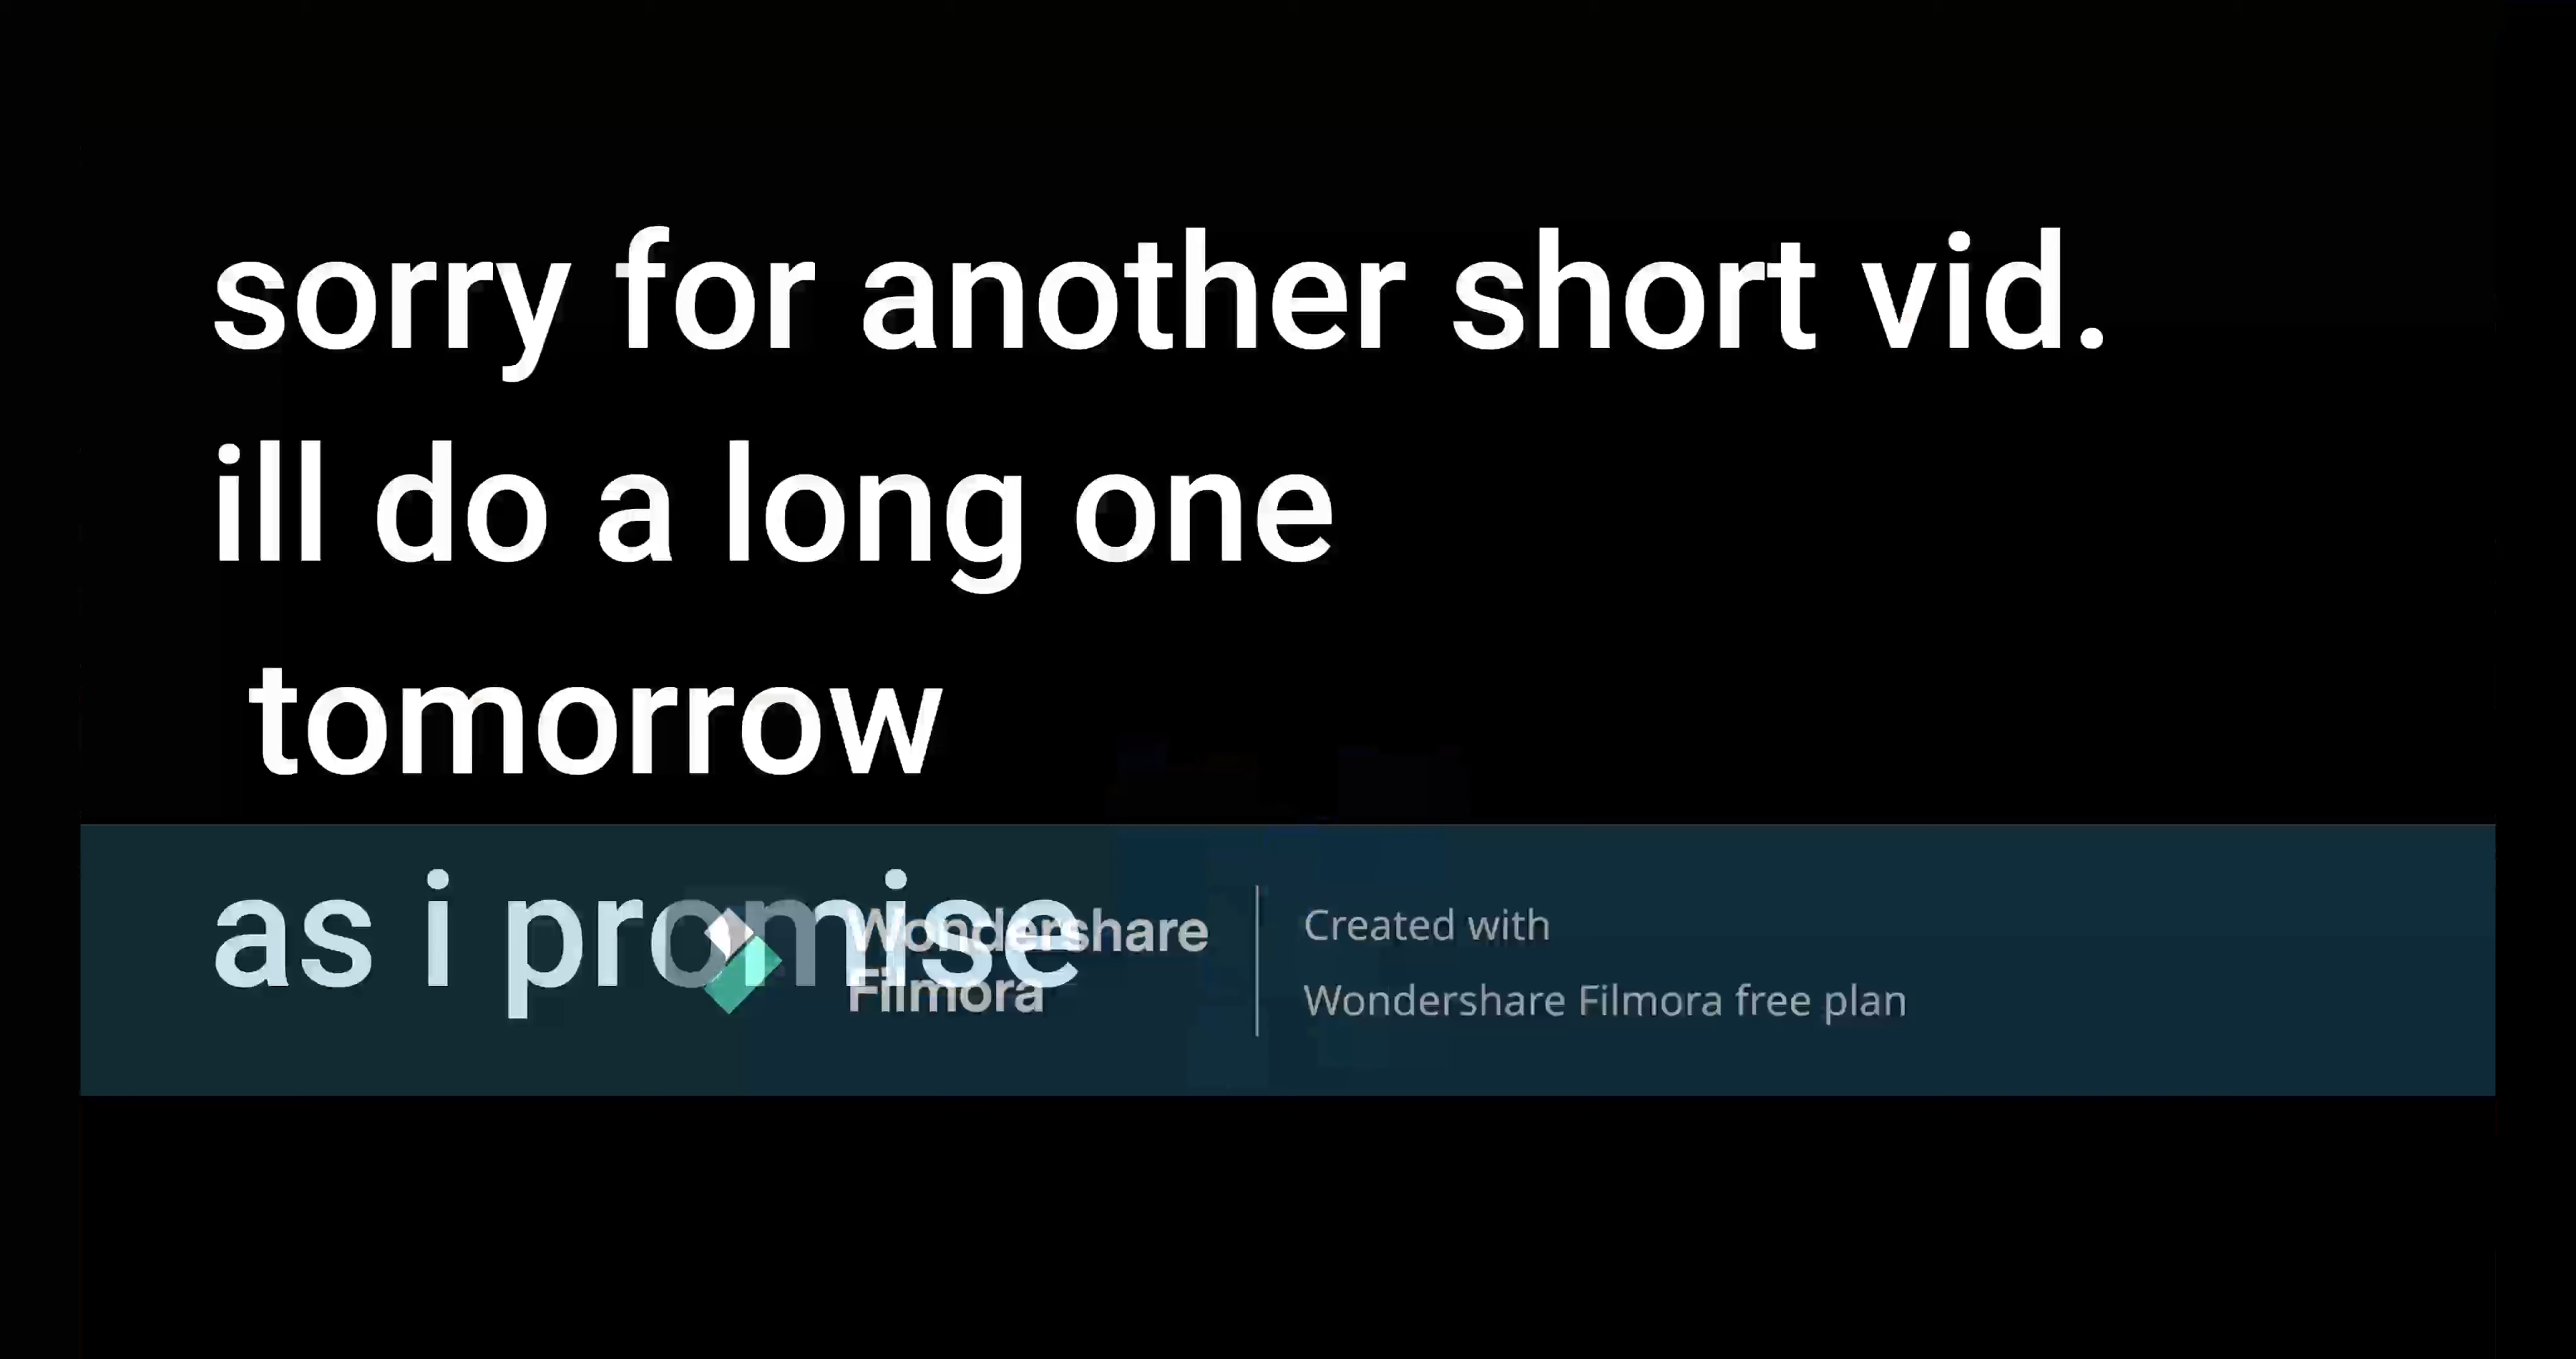 sorry for another short vid.
ill do a long one
tomorrow
as i promise
Wondershare
Filmora
Created with
Wondershare Filmora free plan